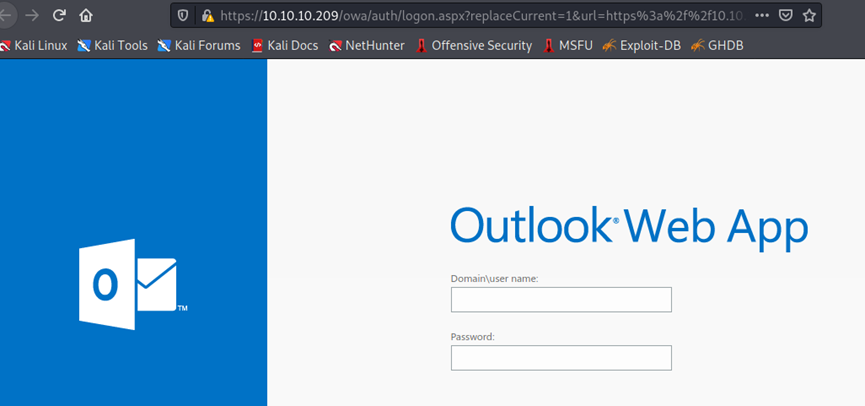 https://10.10.10.209/owa/auth/logon.aspx?replaceCurrent=1&url=https%3a%2f%2f10.10
Kali Linux Kali Tools Kali Forums Kali Docs NetHunter Offensive Security MSFU Exploit-DB GHDB
Outlook® Web App
O
TM
Domain\user name:
Password: